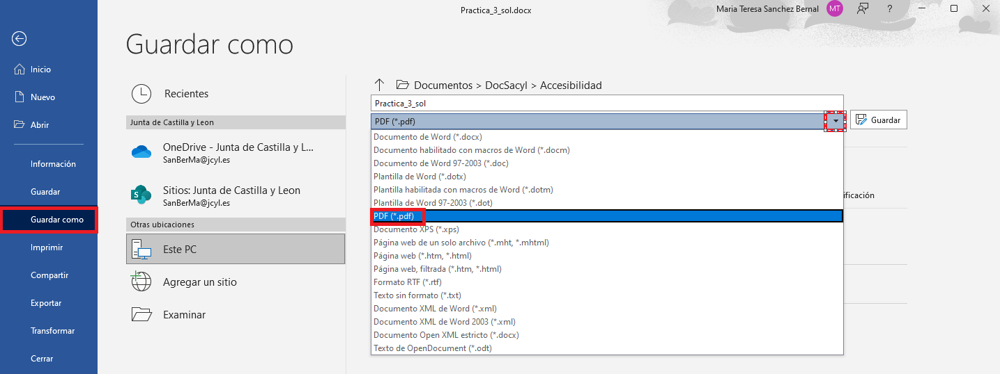 Practica_3_sol.docx
Maria Teresa Sanchez Bernal
MT
?
Inicio
Nuevo
Abrir
Información
Guardar
Guardar como
Imprimir
Compartir
Exportar
Transformar
Cerrar
Guardar como
Recientes
Junta de Castilla y Leon
OneDrive - Junta de Castilla y L...
SanBerMa@jcyl.es
S
Sitios: Junta de Castilla y Leon
SanBerMa@jcyl.es
Otras ubicaciones
Este PC
Agregar un sitio
Examinar
Documentos > DocSacyl > Accesibilidad
Practica_3_sol
PDF (*.pdf)
Guardar
Documento de Word (*.docx)
Documento habilitado con macros de Word (*.docm)
Documento de Word 97-2003 (*.doc)
Plantilla de Word (*.dotx)
Plantilla habilitada con macros de Word (*.dotm)
Plantilla de Word 97-2003 (*.dot)
PDF (*.pdf)
Documento XPS (*.xps)
Página web de un solo archivo (*.mht, *.mhtml)
Página web (*.htm, *.html)
Página web, filtrada (*.htm, *.html)
Formato RTF (*.rtf)
Texto sin formato (*.txt)
Documento XML de Word (*.xml)
Documento XML de Word 2003 (*.xml)
Documento Open XML estricto (*.docx)
Texto de OpenDocument (*.odt)
ificación